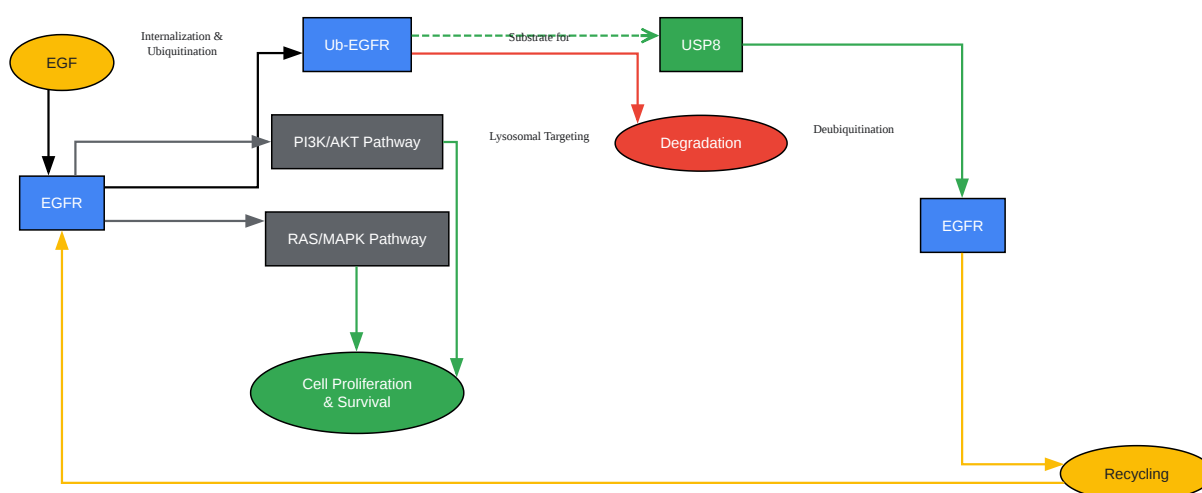 Internalization &
Ubiquitination
EGF
Ub-EGFR
Substrate for
USP8
PI3K/AKT Pathway
Lysosomal Targeting
Degradation
Deubiquitination
EGFR
RAS/MAPK Pathway
EGFR
Cell Proliferation
& Survival
Recycling